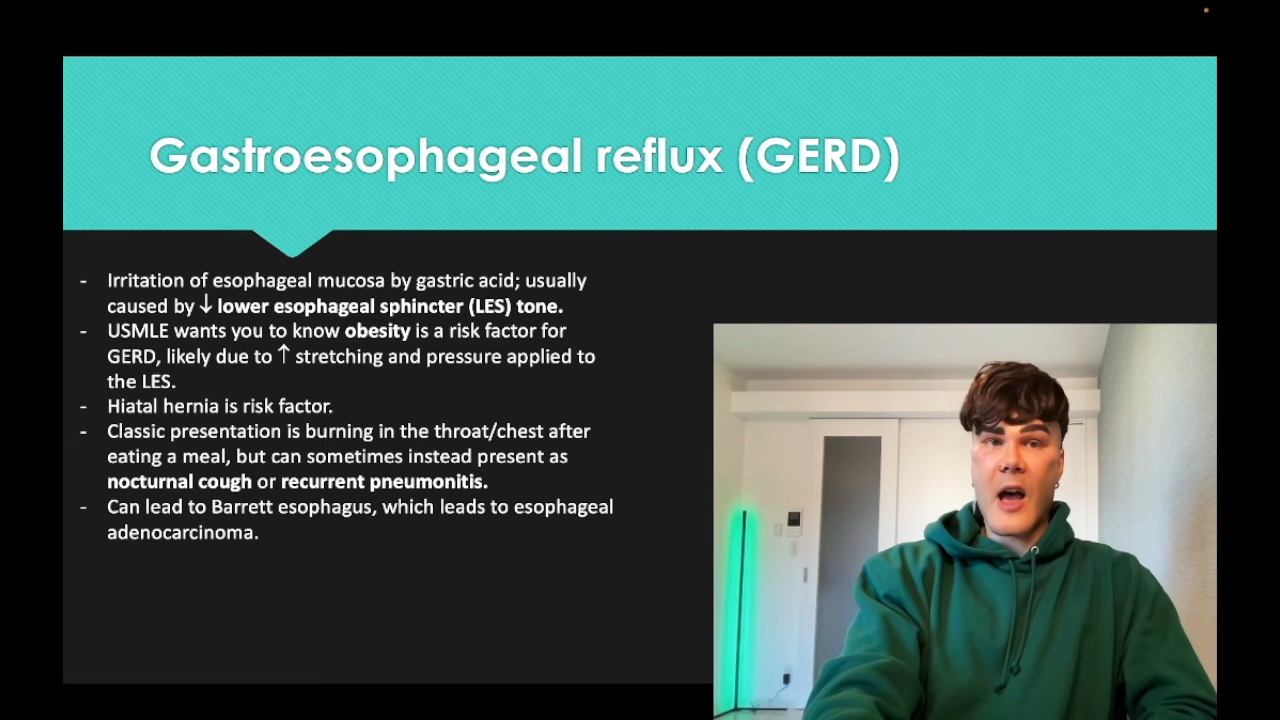 Gastroesophageal reflux (GERD)
- Irritation of esophageal mucosa by gastric acid; usually
caused by ↓ lower esophageal sphincter (LES) tone.
- USMLE wants you to know obesity is a risk factor for
GERD, likely due to ↑ stretching and pressure applied to
the LES.
- Hiatal hernia is risk factor.
- Classic presentation is burning in the throat/chest after
eating a meal, but can sometimes instead present as
nocturnal cough or recurrent pneumonitis.
- Can lead to Barrett esophagus, which leads to esophageal
adenocarcinoma.